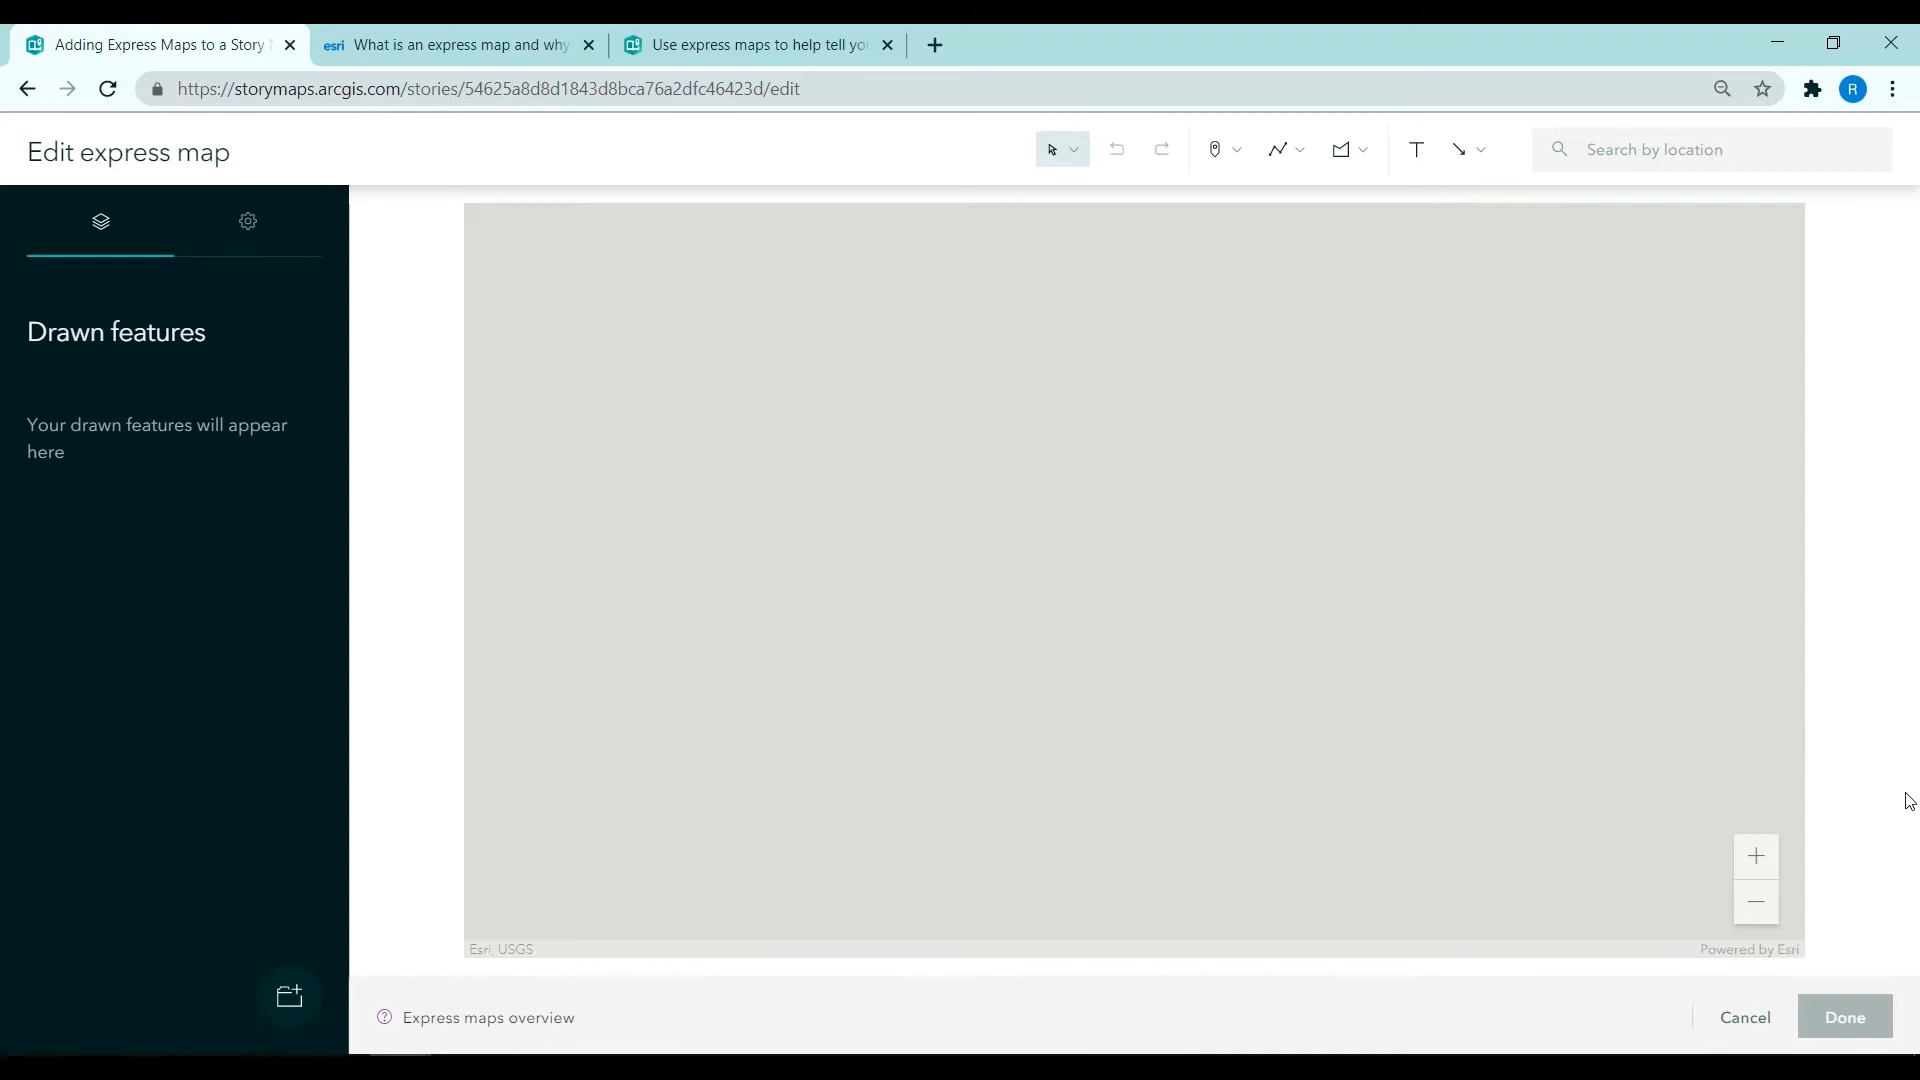 Adding Express Maps to a Story
esri What is an express map and why
Use express maps to help tell yo
https://storymaps.arcgis.com/stories/54625a8d8d1843d8bca76a2dfc46423d/edit
R
Edit express map
T
Search by location
Drawn features
Your drawn features will appear
here
Esri, USGS
Powered by Esri
Express maps overview
Cancel
Done